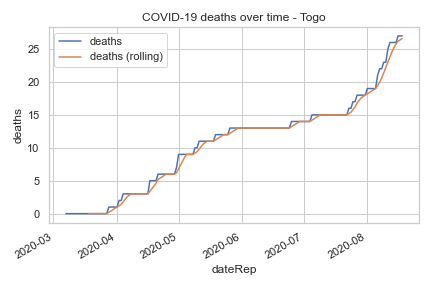 COVID-19 deaths over time - Togo
deaths
deaths (rolling)
deaths
25
20
15
10
5
0
2020-03
2020-04
2020-05
2020-06
2020-07
2020-08
dateRep